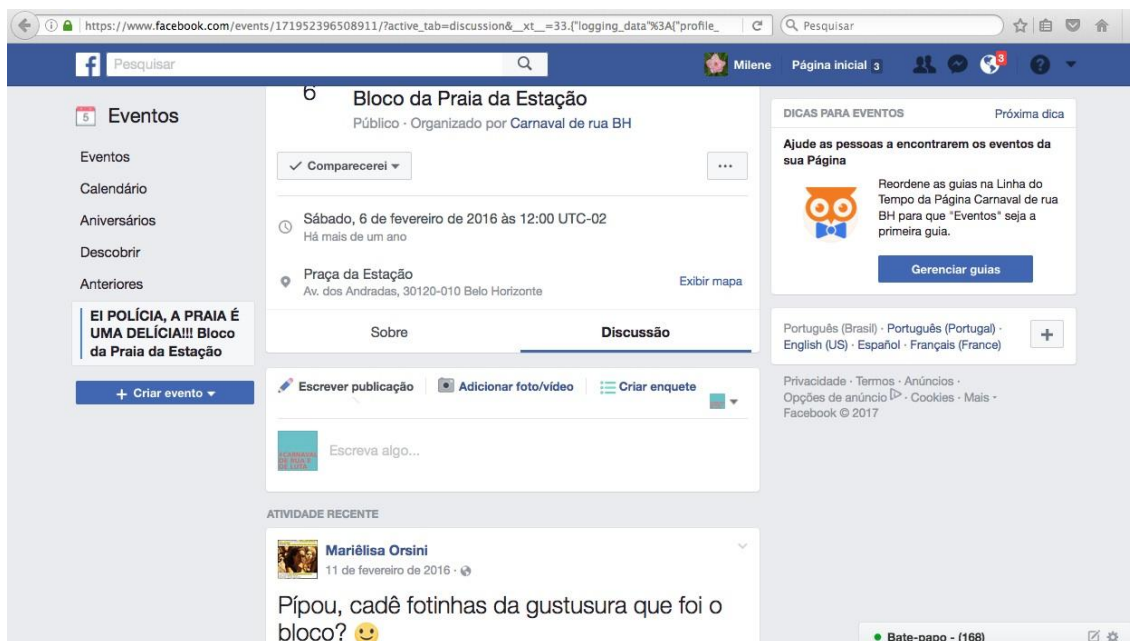 https://www.facebook.com/events/171952396508911/?active_tab=discussion&__xt__=33.{"logging_data"%3A{"profile_
Pesquisar
f
Pesquisar
Milene
Página inicial 3
3
5
Eventos
Eventos
Calendário
Aniversários
Descobrir
Anteriores
EI POLÍCIA, A PRAIA É
UMA DELÍCIA!!! Bloco
da Praia da Estação
+ Criar evento
6
Bloco da Praia da Estação
Público · Organizado por Carnaval de rua BH
Comparecerei
...
Sábado, 6 de fevereiro de 2016 às 12:00 UTC-02
Há mais de um ano
Praça da Estação
Av. dos Andradas, 30120-010 Belo Horizonte
Exibir mapa
Sobre
Discussão
Escrever publicação
Adicionar foto/vídeo
Criar enquete
#CARNAVAL
DE RUA É
DE LUTA
Escreva algo...
ATIVIDADE RECENTE
Mariêlisa Orsini
11 de fevereiro de 2016 ·
Pípou, cadê fotinhas da gustusura que foi o
bloco? 🙂
DICAS PARA EVENTOS
Próxima dica
Ajude as pessoas a encontrarem os eventos da
sua Página
Reordene as guias na Linha do
Tempo da Página Carnaval de rua
BH para que "Eventos" seja a
primeira guia.
Gerenciar guias
Português (Brasil) · Português (Portugal) ·
English (US) · Español · Français (France)
+
Privacidade · Termos · Anúncios ·
Opções de anúncio · Cookies · Mais
Facebook © 2017
Bate-papo - (168)